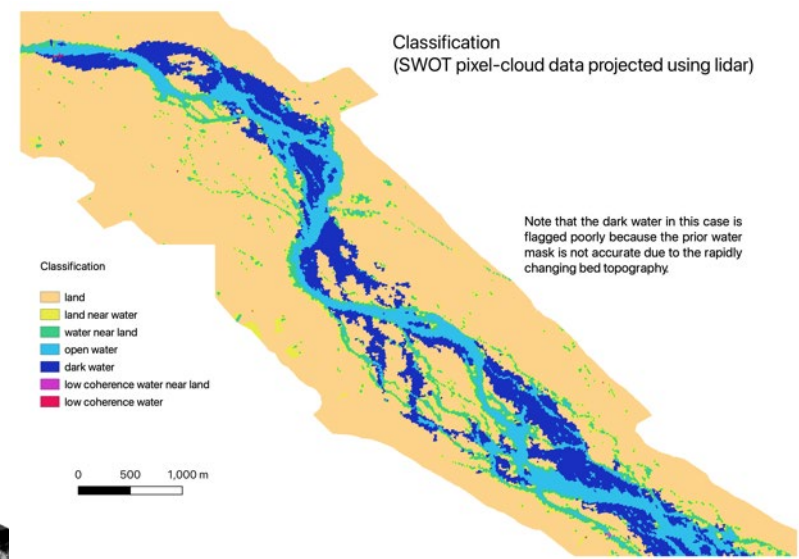 Classification
(SWOT pixel-cloud data projected using lidar)
Note that the dark water in this case is
flagged poorly because the prior water
mask is not accurate due to the rapidly
changing bed topography.
Classification
land
land near water
water near land
open water
dark water
low coherence water near land
low coherence water
0 500 1,000 m